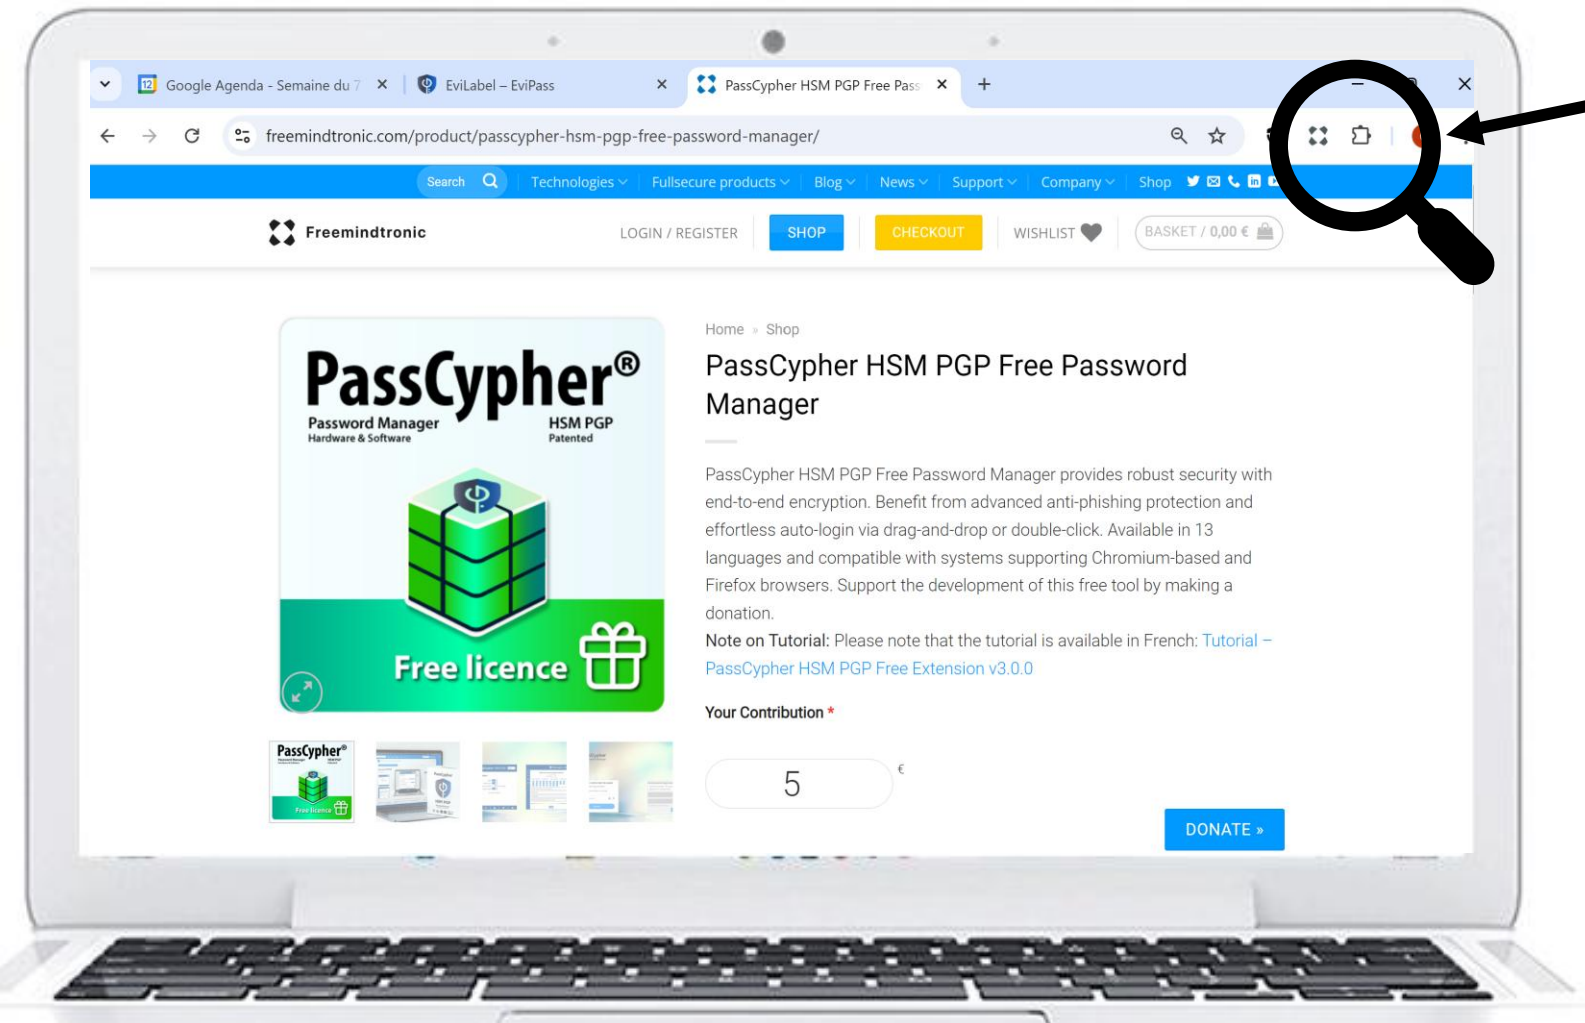 12 Google Agenda - Semaine du 7
EviLabel – EviPass
PassCypher HSM PGP Free Pass
freemindtronic.com/product/passcypher-hsm-pgp-free-password-manager/
Search Technologies Fullsecure products Blog News Support Company Shop
Freemindtronic
LOGIN / REGISTER SHOP CHECKOUT WISHLIST BASKET / 0,00 €
PassCypher®
Password Manager HSM PGP
Hardware & Software Patented
Free licence
Home » Shop
PassCypher HSM PGP Free Password
Manager
PassCypher HSM PGP Free Password Manager provides robust security with
end-to-end encryption. Benefit from advanced anti-phishing protection and
effortless auto-login via drag-and-drop or double-click. Available in 13
languages and compatible with systems supporting Chromium-based and
Firefox browsers. Support the development of this free tool by making a
donation.
Note on Tutorial: Please note that the tutorial is available in French: Tutorial –
PassCypher HSM PGP Free Extension v3.0.0
Your Contribution *
5 €
DONATE »
PassCypher®
Free licence